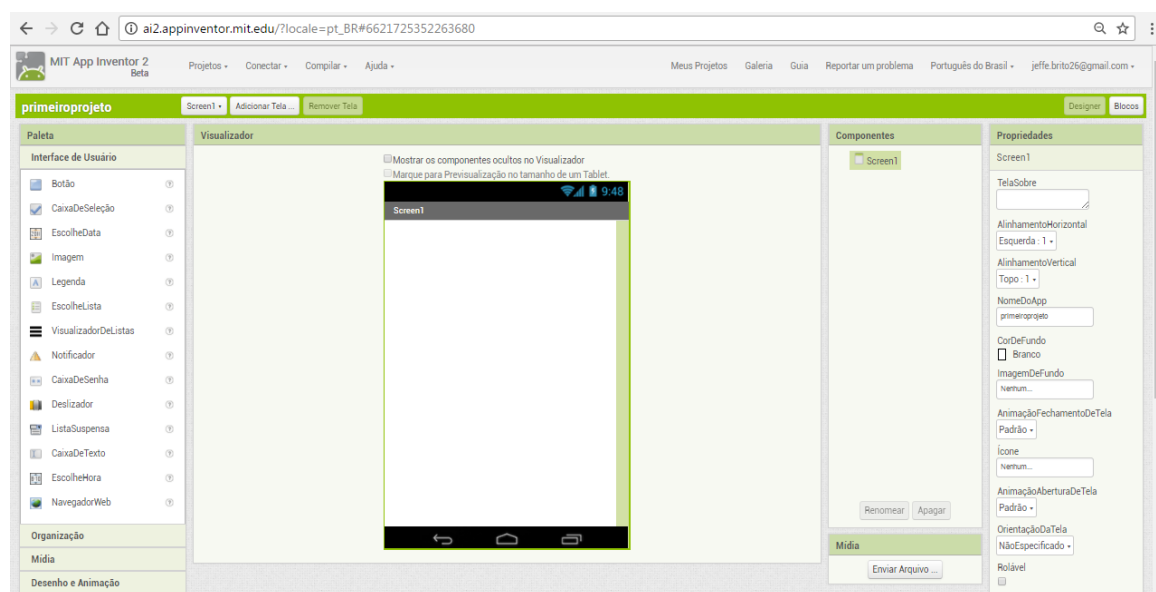 ai2.appinventor.mit.edu/?locale=pt_BR#6621725352263680
MIT App Inventor 2
Beta
Projetos Conectar Compilar Ajuda
Meus Projetos Galeria Guia Reportar um problema Português do Brasil jeffe.brito26@gmail.com
primeiroprojeto
Screen1 Adicionar Tela ... Remover Tela
Designer Blocos
Paleta
Interface de Usuário
Botão
CaixaDeSeleção
EscolheData
Imagem
Legenda
EscolheLista
VisualizadorDeListas
Notificador
CaixaDeSenha
Deslizador
ListaSuspensa
CaixaDeTexto
EscolheHora
NavegadorWeb
Organização
Mídia
Desenho e Animação
Visualizador
Mostrar os componentes ocultos no Visualizador
Marque para Previsualização no tamanho de um Tablet.
9:48
Screen1
Componentes
Screen1
Renomear Apagar
Mídia
Enviar Arquivo ...
Propriedades
Screen1
TelaSobre
AlinhamentoHorizontal
Esquerda : 1
AlinhamentoVertical
Topo : 1
NomeDoApp
primeiroprojeto
CorDeFundo
Branco
ImagemDeFundo
Nenhum...
AnimaçãoFechamentoDeTela
Padrão
Ícone
Nenhum...
AnimaçãoAberturaDeTela
Padrão
OrientaçãoDaTela
NãoEspecificado
Rolável